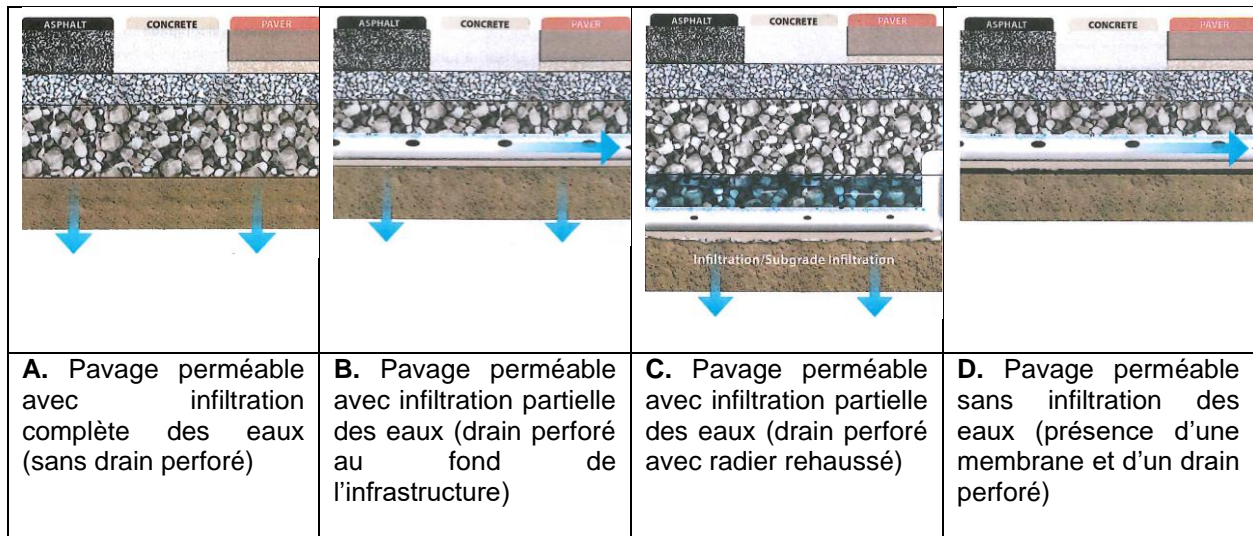 ASPHALT CONCRETE PAVER
ASPHALT CONCRETE PAVER
ASPHALT CONCRETE PAVER
ASPHALT CONCRETE PAVER
Infiltration/Subgrade Infiltration
A. Pavage perméable
avec infiltration
complète des eaux
(sans drain perforé)
B. Pavage perméable
avec infiltration partielle
des eaux (drain perforé
au fond de
l'infrastructure)
C. Pavage perméable
avec infiltration partielle
des eaux (drain perforé
avec radier rehaussé)
D. Pavage perméable
sans infiltration des
eaux (présence d'une
membrane et d'un drain
perforé)